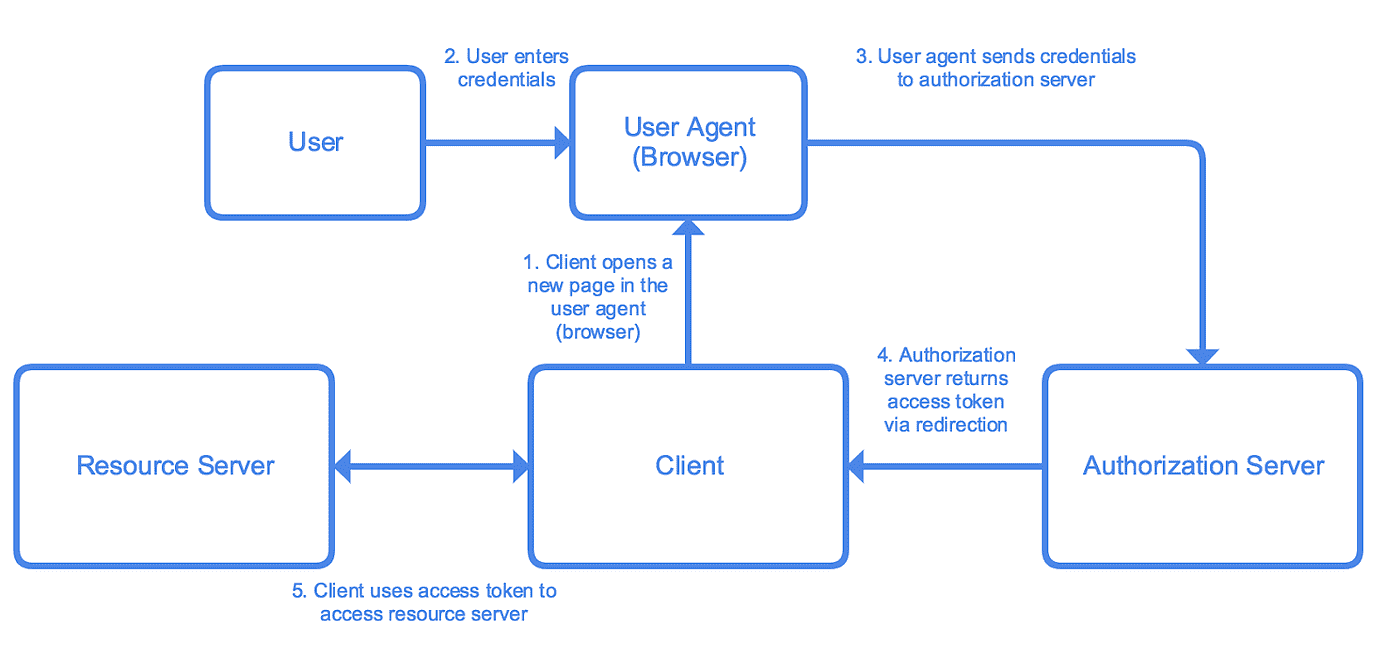 2. User enters
credentials
3. User agent sends credentials
to authorization server
User
User Agent
(Browser)
1. Client opens a
new page in the
user agent
(browser)
4. Authorization
server returns
access token
via redirection
Resource Server
Client
Authorization Server
5. Client uses access token to
access resource server